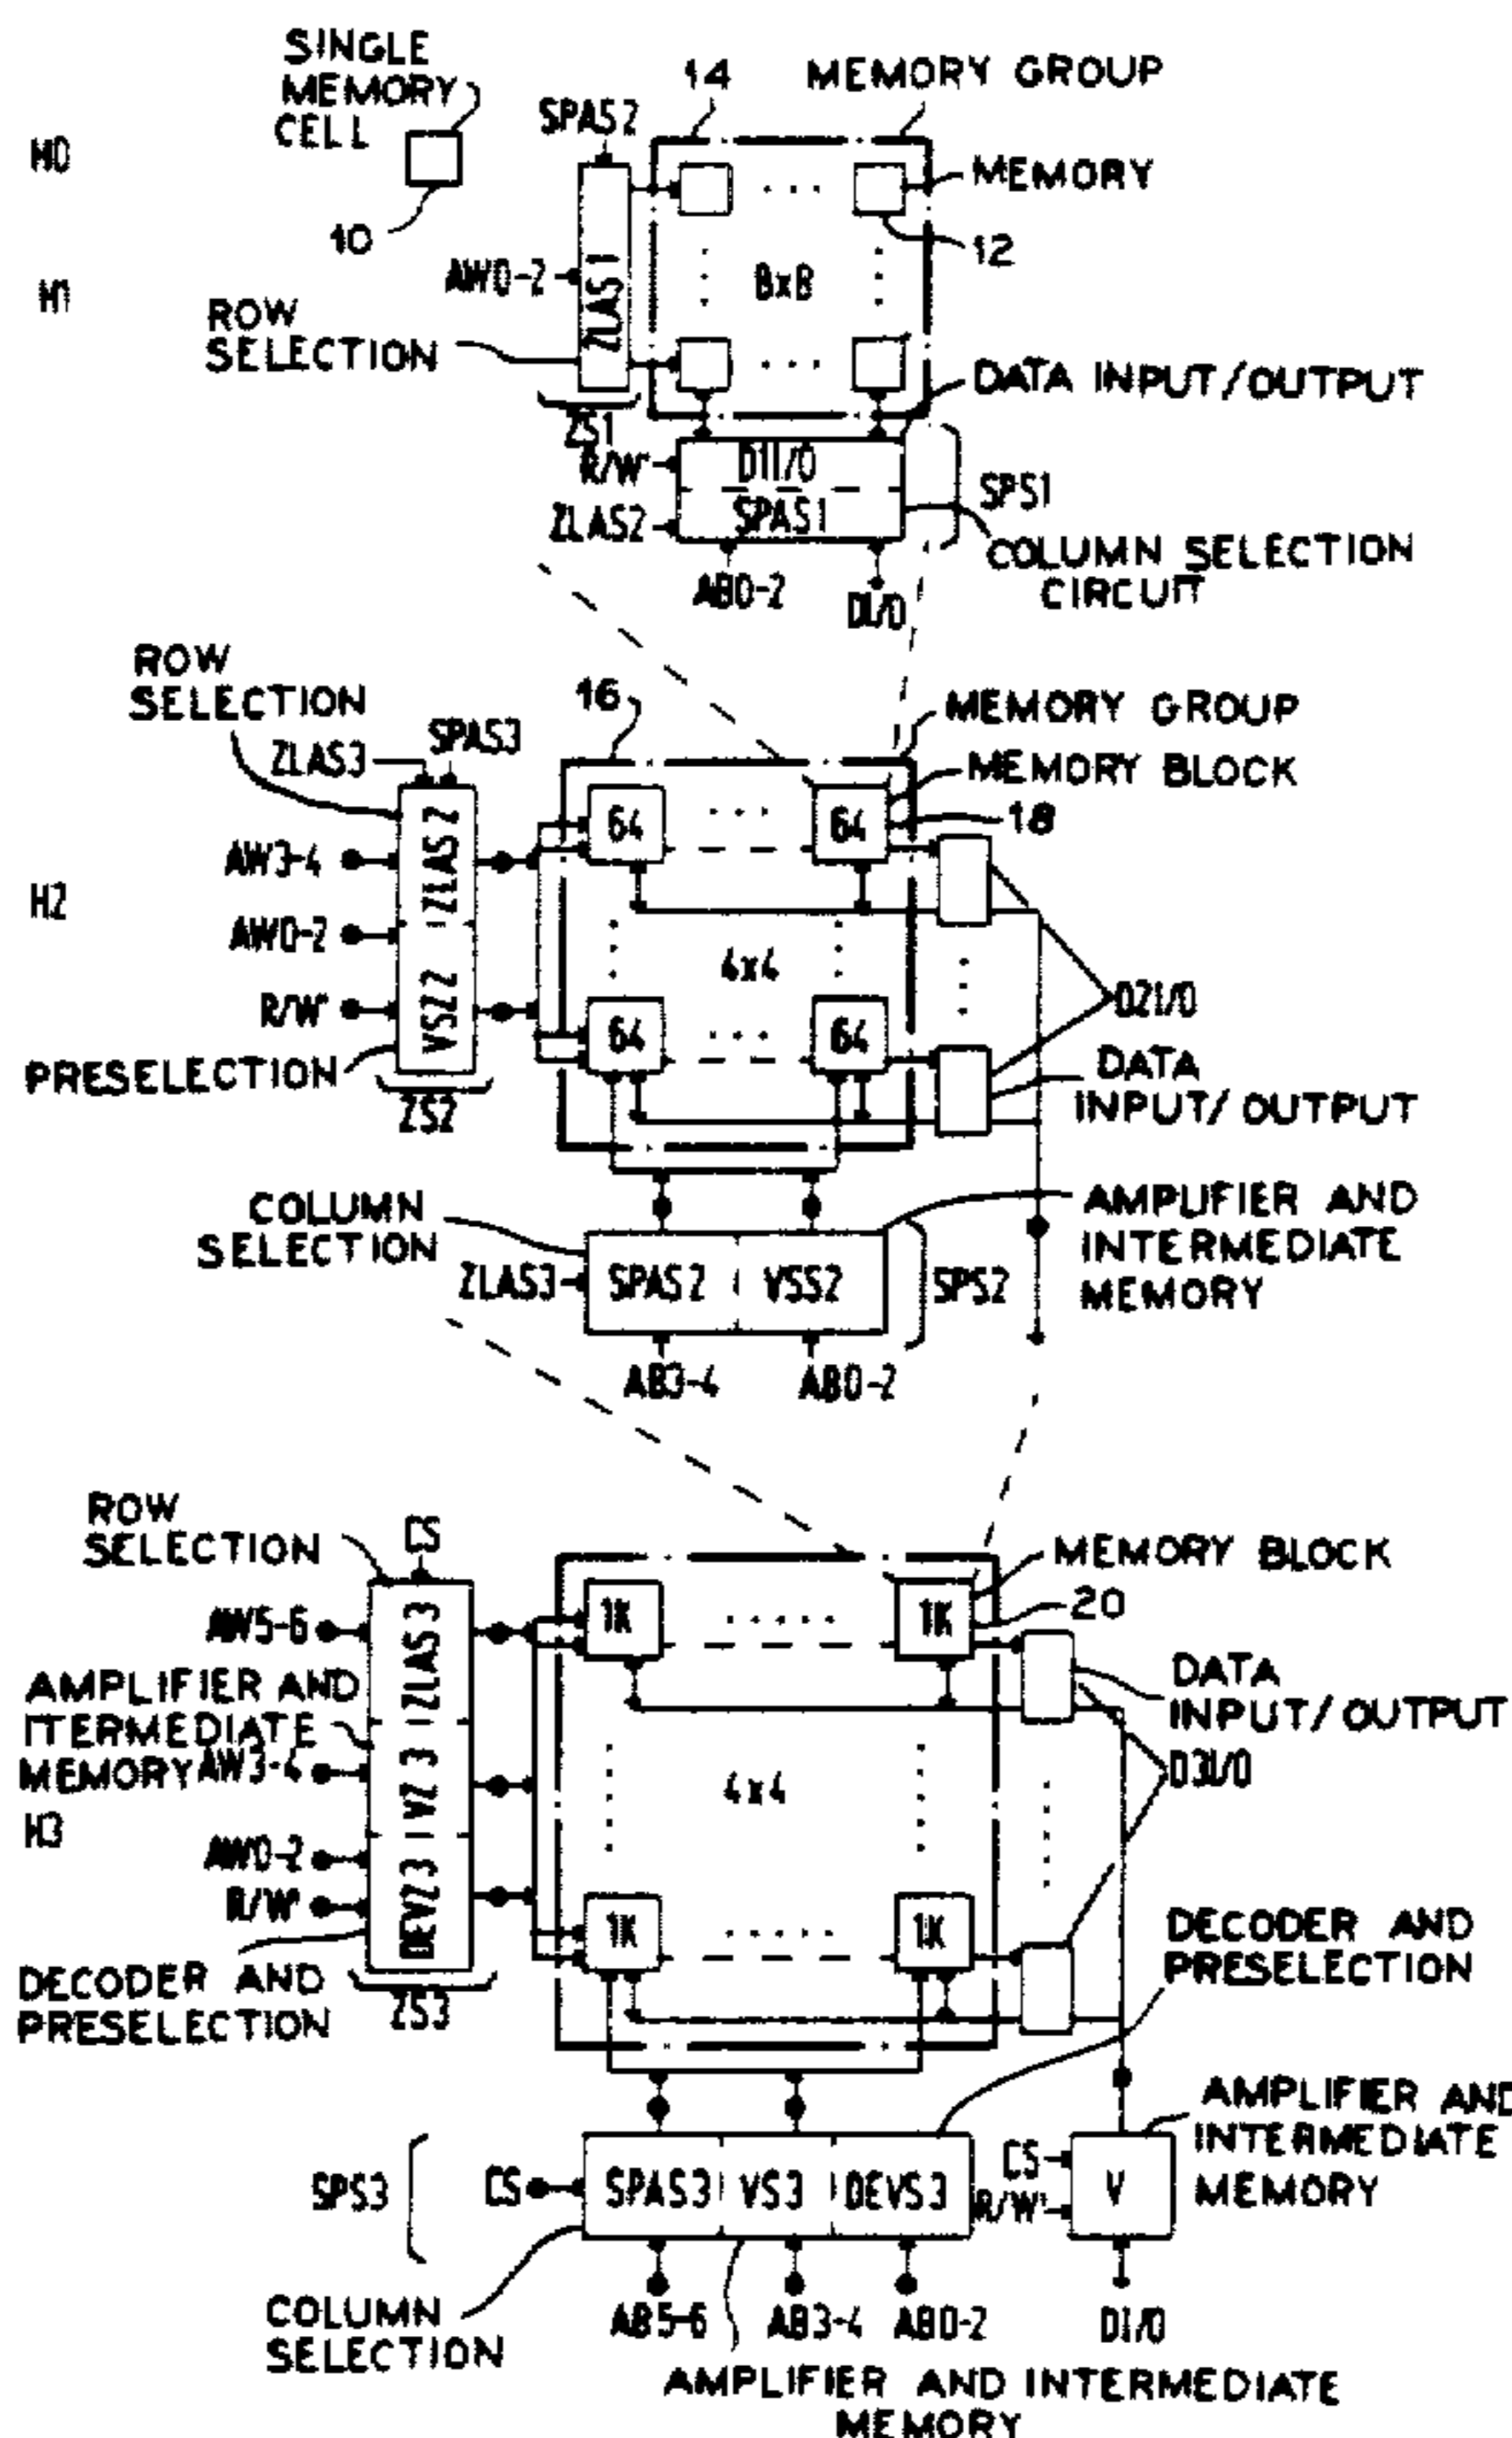 SINGLE
MEMORY
CELL
14
MEMORY GROUP
SPAS2
H0
MEMORY
10
12
AW0-2
ZLAS1
8x8
H1
ROW
SELECTION
DATA INPUT/OUTPUT
ZS1
R/W
D1I/O
SPS1
ZLAS2
SPAS1
COLUMN SELECTION
CIRCUIT
AB0-2
DI/O
ROW
SELECTION
16
MEMORY GROUP
ZLAS3
SPAS3
MEMORY BLOCK
64
64
18
AW3-4
ZLAS2
H2
AW0-2
4x4
D2I/O
R/W
VSZ2
64
64
PRESELECTION
DATA
INPUT/OUTPUT
ZS2
COLUMN
SELECTION
AMPLIFIER AND
INTERMEDIATE
MEMORY
ZLAS3
SPAS2
VSS2
SPS2
AB3-4
AB0-2
ROW
SELECTION
CS
MEMORY BLOCK
1K
1K
20
AW5-6
ZLAS3
DATA
INPUT/OUTPUT
AMPLIFIER AND
ITERMEDIATE
MEMORY
AW3-4
VZ3
4x4
D3I/O
H3
AW0-2
R/W
DEVZ3
1K
1K
DECODER AND
PRESELECTION
DECODER AND
PRESELECTION
ZS3
AMPLIFIER AND
INTERMEDIATE
MEMORY
SPS3
CS
SPAS3
VS3
DEVS3
CS
R/W
V
COLUMN
SELECTION
AB5-6
AB3-4
AB0-2
DI/O
AMPLIFIER AND INTERMEDIATE
MEMORY